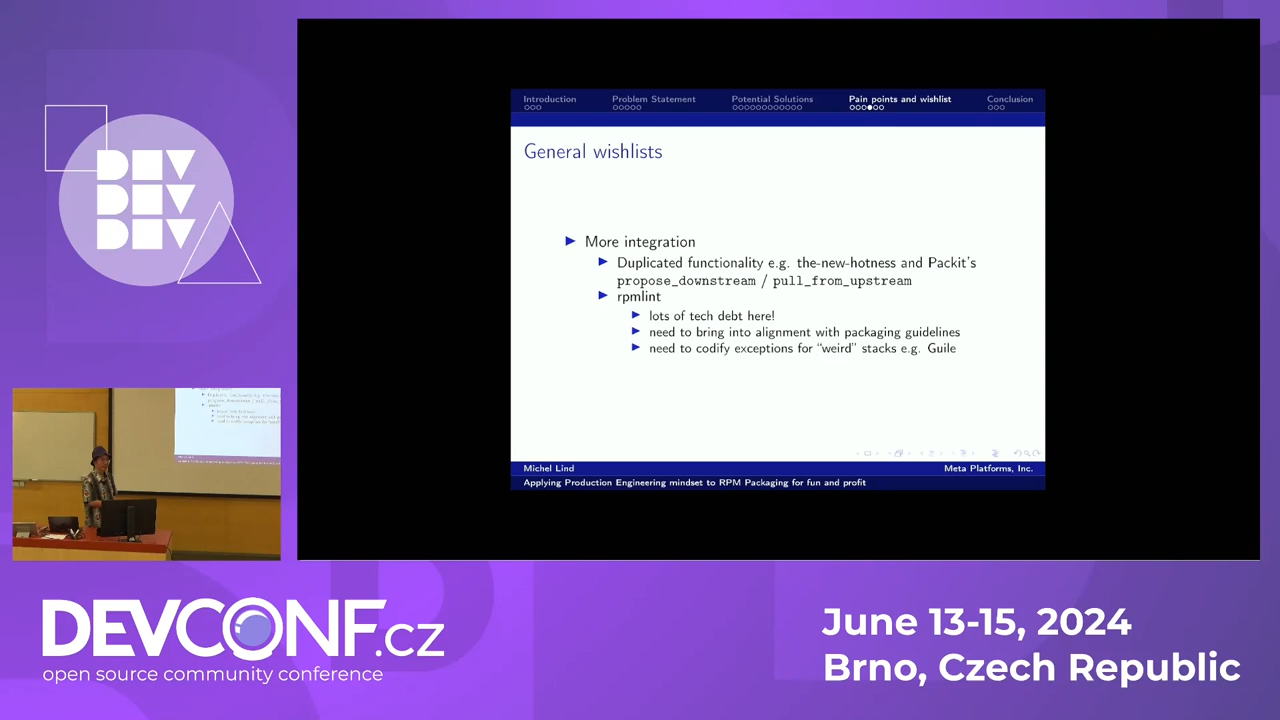 DEV
DEV
DEV
Introduction
Problem Statement
Potential Solutions
Pain points and wishlist
Conclusion
General wishlists
More integration
Duplicated functionality e.g. the-new-hotness and Packit's
propose_downstream / pull_from_upstream
rpmlint
lots of tech debt here!
need to bring into alignment with packaging guidelines
need to codify exceptions for “weird” stacks e.g. Guile
Michel Lind
Meta Platforms, Inc.
Applying Production Engineering mindset to RPM Packaging for fun and profit
DEVCONF.cz
open source community conference
June 13-15, 2024
Brno, Czech Republic